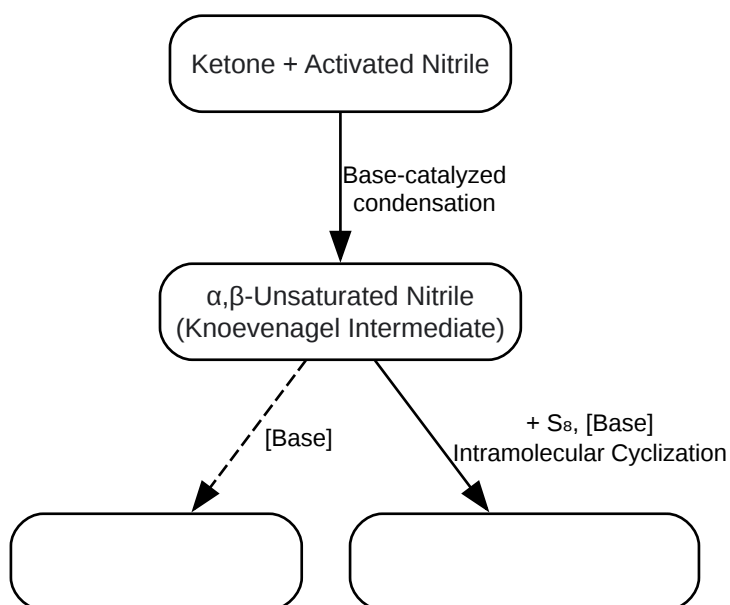 Ketone + Activated Nitrile
Base-catalyzed
condensation
α,β-Unsaturated Nitrile
(Knoevenagel Intermediate)
[Base]
+ S₈, [Base]
Intramolecular Cyclization